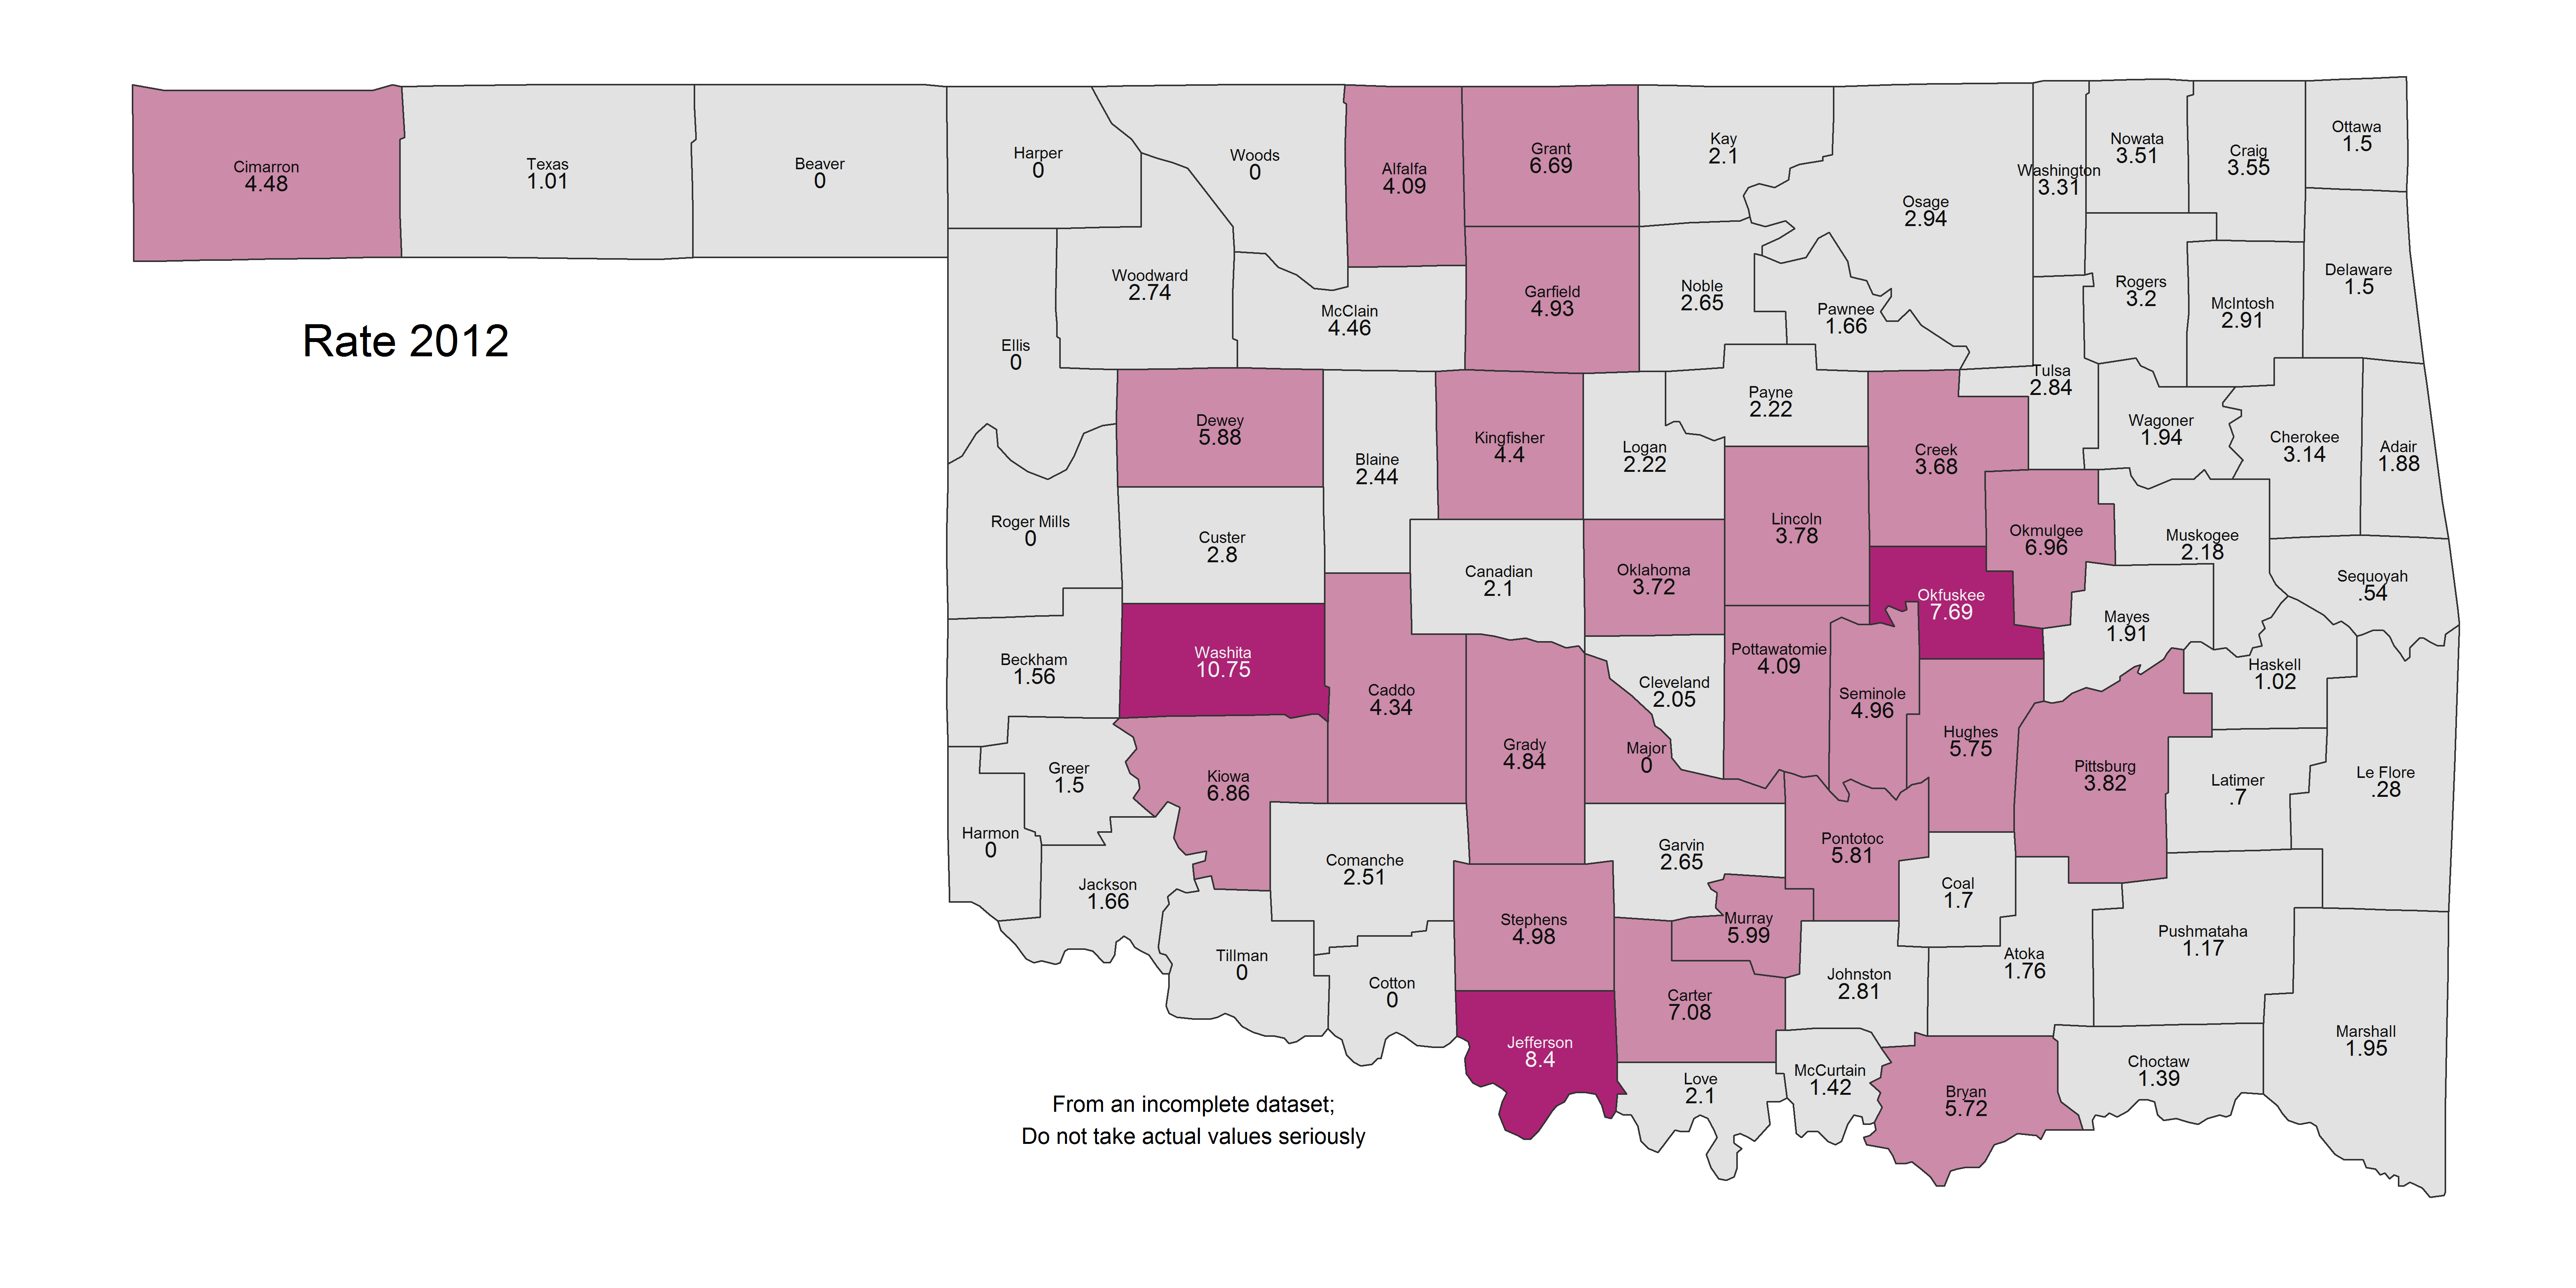 Cimarron
4.48
Texas
1.01
Beaver
0
Harper
0
Woods
0
Alfalfa
4.09
Grant
6.69
Kay
2.1
Osage
2.94
Washington
3.31
Nowata
3.51
Craig
3.55
Ottawa
1.5
Woodward
2.74
McClain
4.46
Garfield
4.93
Noble
2.65
Pawnee
1.66
Rogers
3.2
McIntosh
2.91
Delaware
1.5
Rate 2012
Ellis
0
Dewey
5.88
Blaine
2.44
Kingfisher
4.4
Logan
2.22
Payne
2.22
Creek
3.68
Tulsa
2.84
Wagoner
1.94
Cherokee
3.14
Adair
1.88
Roger Mills
0
Custer
2.8
Canadian
2.1
Oklahoma
3.72
Lincoln
3.78
Okmulgee
6.96
Muskogee
2.18
Sequoyah
.54
Okfuskee
7.69
Mayes
1.91
Beckham
1.56
Washita
10.75
Caddo
4.34
Grady
4.84
Cleveland
2.05
Pottawatomie
4.09
Seminole
4.96
Hughes
5.75
Haskell
1.02
Major
0
Pittsburg
3.82
Latimer
.7
Le Flore
.28
Greer
1.5
Kiowa
6.86
Harmon
0
Jackson
1.66
Comanche
2.51
Garvin
2.65
Pontotoc
5.81
Coal
1.7
Stephens
4.98
Murray
5.99
Johnston
2.81
Atoka
1.76
Pushmataha
1.17
Tillman
0
Cotton
0
Jefferson
8.4
Carter
7.08
Love
2.1
McCurtain
1.42
Bryan
5.72
Choctaw
1.39
Marshall
1.95
From an incomplete dataset;
Do not take actual values seriously